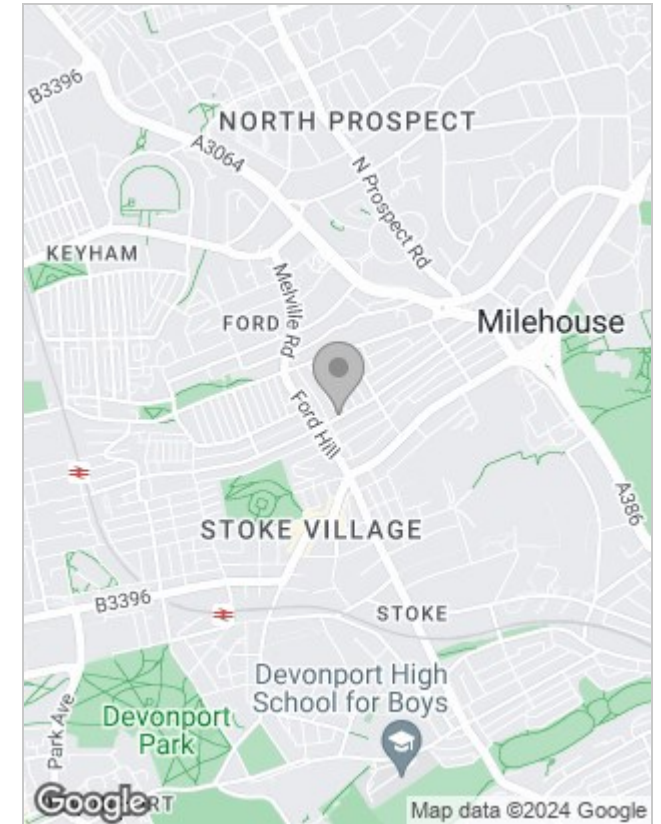 B3396
NORTH PROSPECT
A3064
N Prospect Rd
KEYHAM
Melville Rd
FORD
Milehouse
Ford Hill
A386
STOKE VILLAGE
B3396
STOKE
Devonport High
School for Boys
Park Ave
Devonport
Park
Google
RT
Map data ©2024 Google